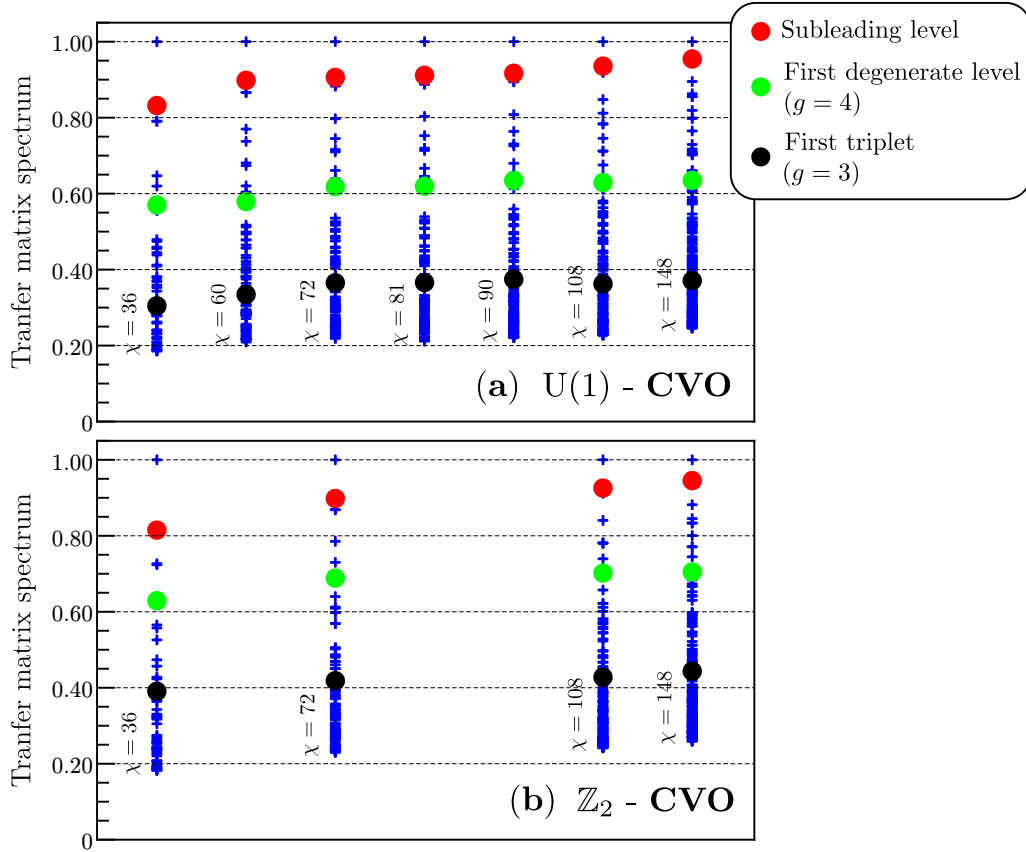 Subleading level
First degenerate level
(g = 4)
First triplet
(g = 3)
Tranfer matrix spectrum
1.00
0.80
0.60
0.40
0.20
0
χ = 36
χ = 60
χ = 72
χ = 81
χ = 90
χ = 108
χ = 148
(a) U(1) - CVO
Tranfer matrix spectrum
1.00
0.80
0.60
0.40
0.20
0
χ = 36
χ = 72
χ = 108
χ = 148
(b) ℤ₂ - CVO